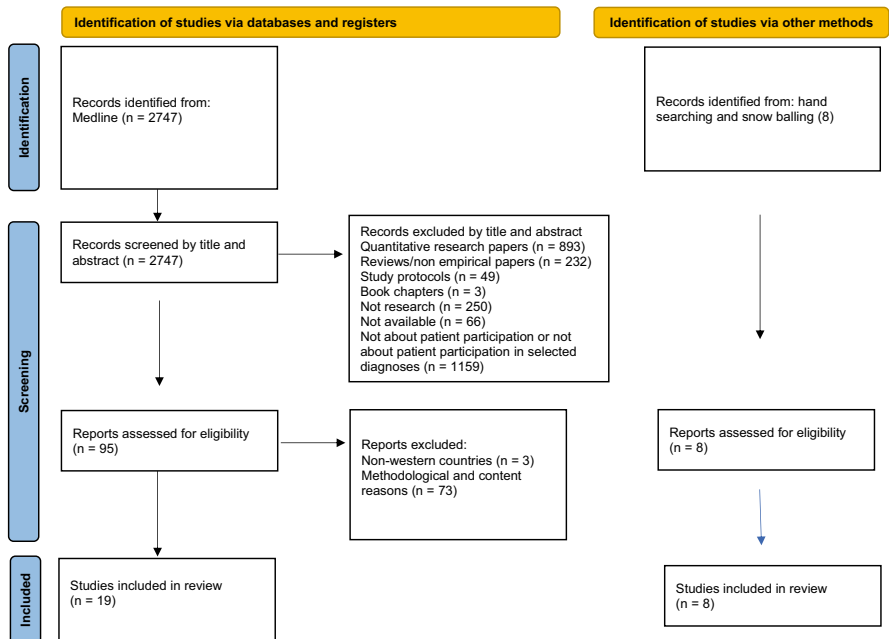 Identification of studies via databases and registers
Identification of studies via other methods
Identification
Records identified from:
Medline (n = 2747)
Records identified from: hand
searching and snow balling (8)
Screening
Records screened by title and
abstract (n = 2747)
Records excluded by title and abstract
Quantitative research papers (n = 893)
Reviews/non empirical papers (n = 232)
Study protocols (n = 49)
Book chapters (n = 3)
Not research (n = 250)
Not available (n = 66)
Not about patient participation or not
about patient participation in selected
diagnoses (n = 1159)
Reports assessed for eligibility
(n = 95)
Reports excluded:
Non-western countries (n = 3)
Methodological and content
reasons (n = 73)
Reports assessed for eligibility
(n = 8)
Included
Studies included in review
(n = 19)
Studies included in review
(n = 8)